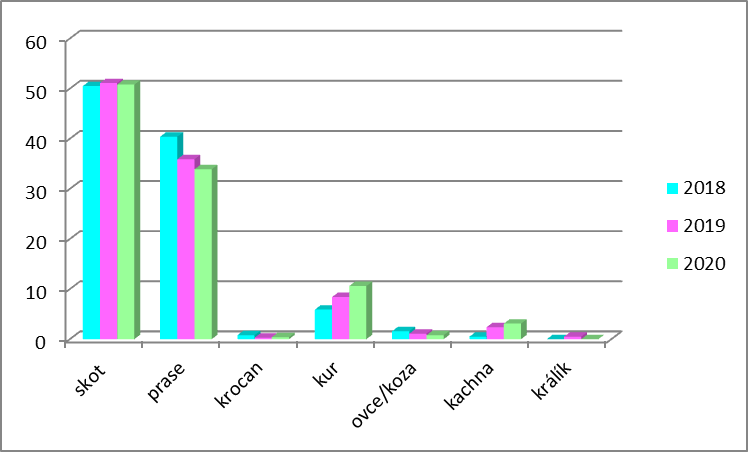 60
50
40
30
20
10
0
skot
prase
krocan
kur
ovce/koza
kachna
králík
2018
2019
2020